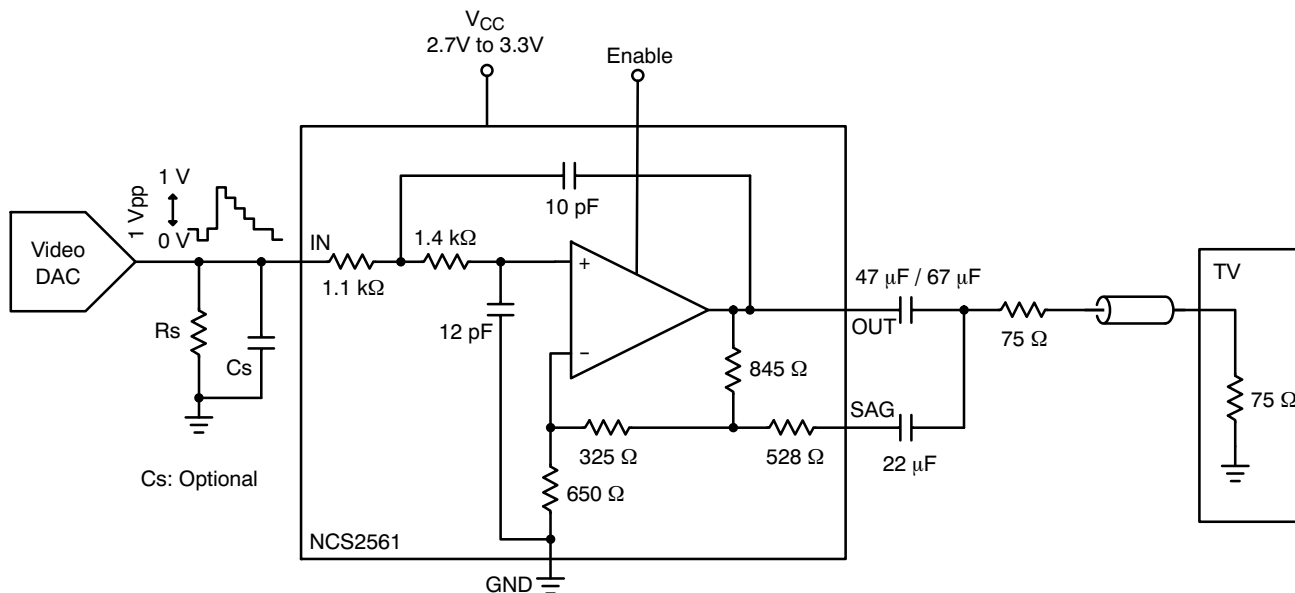 V_CC
2.7V to 3.3V
Enable
1 Vpp
1 V
0 V
Video
DAC
IN
1.1 kΩ
1.4 kΩ
10 pF
12 pF
+
−
Rs
Cs
47 μF / 67 μF
OUT
75 Ω
TV
75 Ω
845 Ω
SAG
22 μF
325 Ω
528 Ω
650 Ω
Cs: Optional
NCS2561
GND